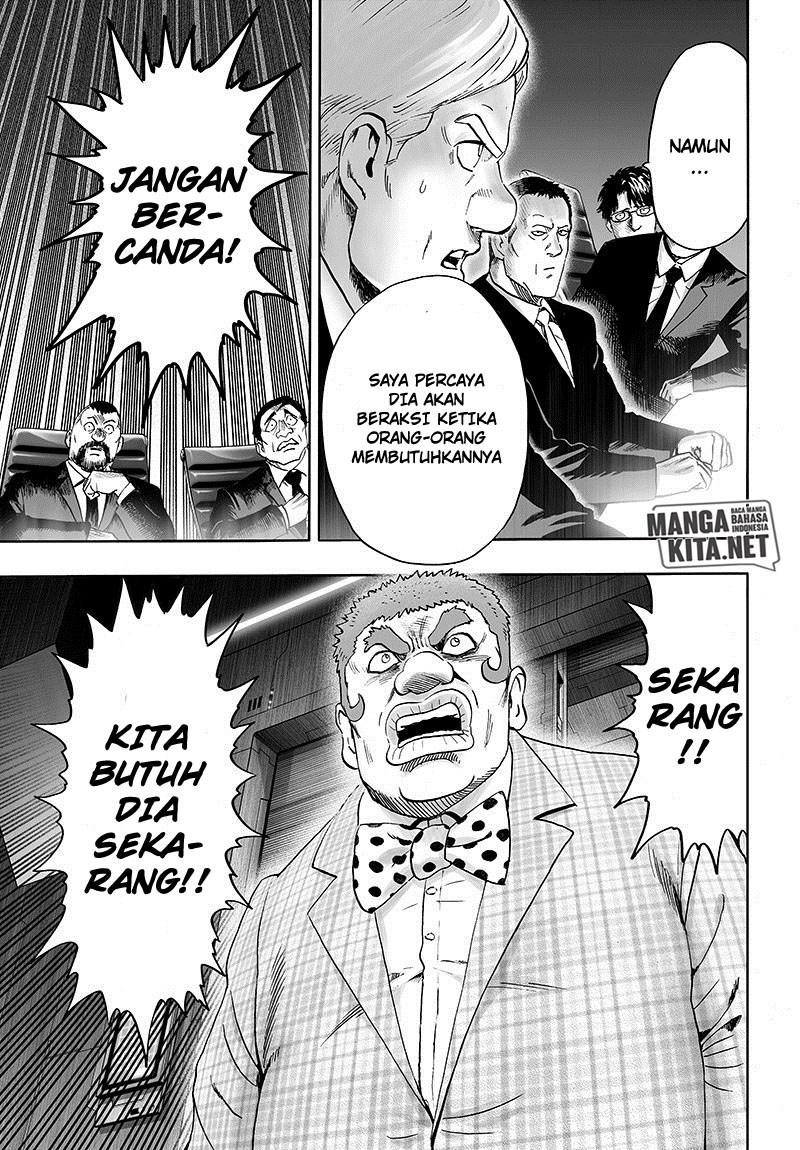 NAMUN
...
SAYA PERCAYA
DIA AKAN
BERAKSI KETIKA
ORANG-ORANG
MEMBUTUHKANNYA
JANGAN
BER-
CANDA!
MANGA
KITA.NET
BACA MANGA
BAHASA
INDONESIA
SEKA
RANG
!!
KITA
BUTUH
DIA
SEKA-
RANG!!